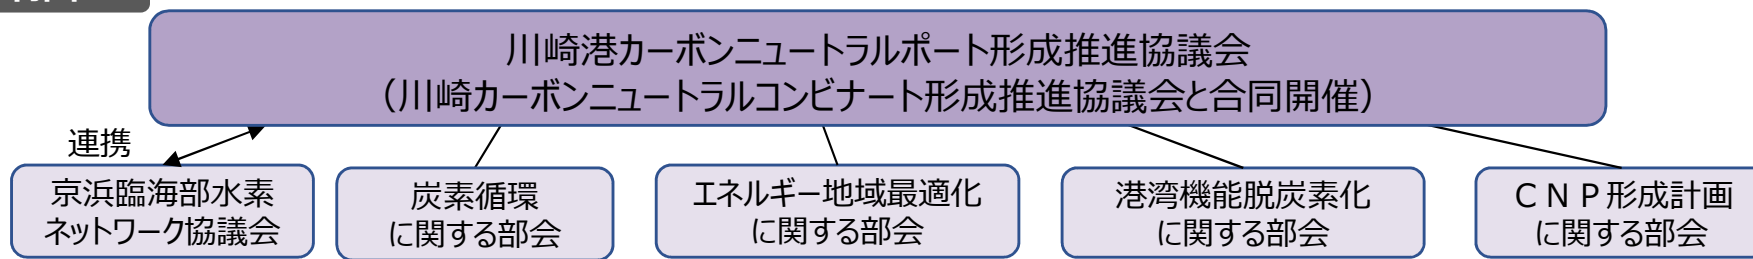 川崎港カーボンニュートラルポート形成推進協議会
（川崎カーボンニュートラルコンビナート形成推進協議会と合同開催）
連携
京浜臨海部水素
ネットワーク協議会
炭素循環
に関する部会
エネルギー地域最適化
に関する部会
港湾機能脱炭素化
に関する部会
ＣＮＰ形成計画
に関する部会